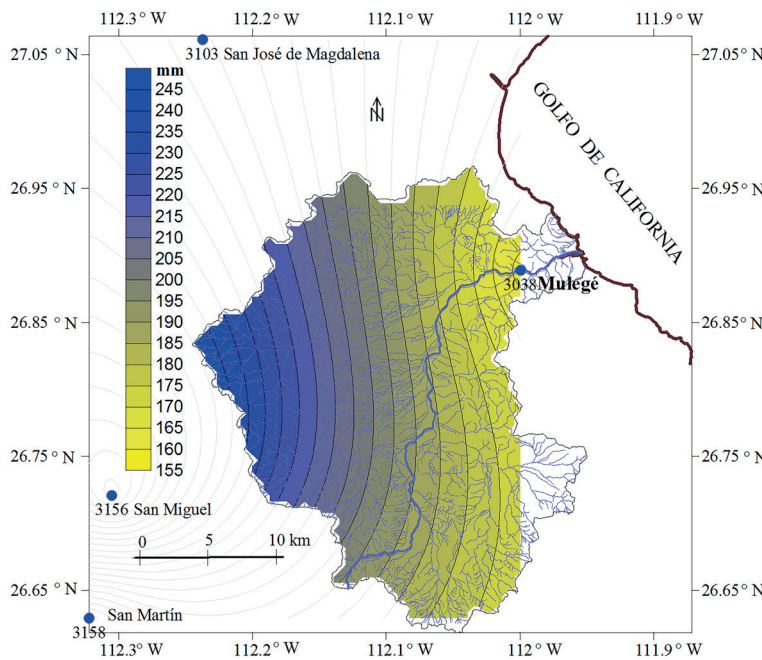 112.3° W 112.2° W 112.1° W 112° W 111.9° W
27.05° N 27.05° N
3103 San José de Magdalena
mm
245
240
235
230
225
220
215
210
205
200
195
190
185
180
175
170
165
160
155
N
GOLFO DE CALIFORNIA
26.95° N 26.95° N
3038 Mulegé
26.85° N 26.85° N
26.75° N 26.75° N
3156 San Miguel
0 5 10 km
26.65° N 26.65° N
San Martín
3158
112.3° W 112.2° W 112.1° W 112° W 111.9° W